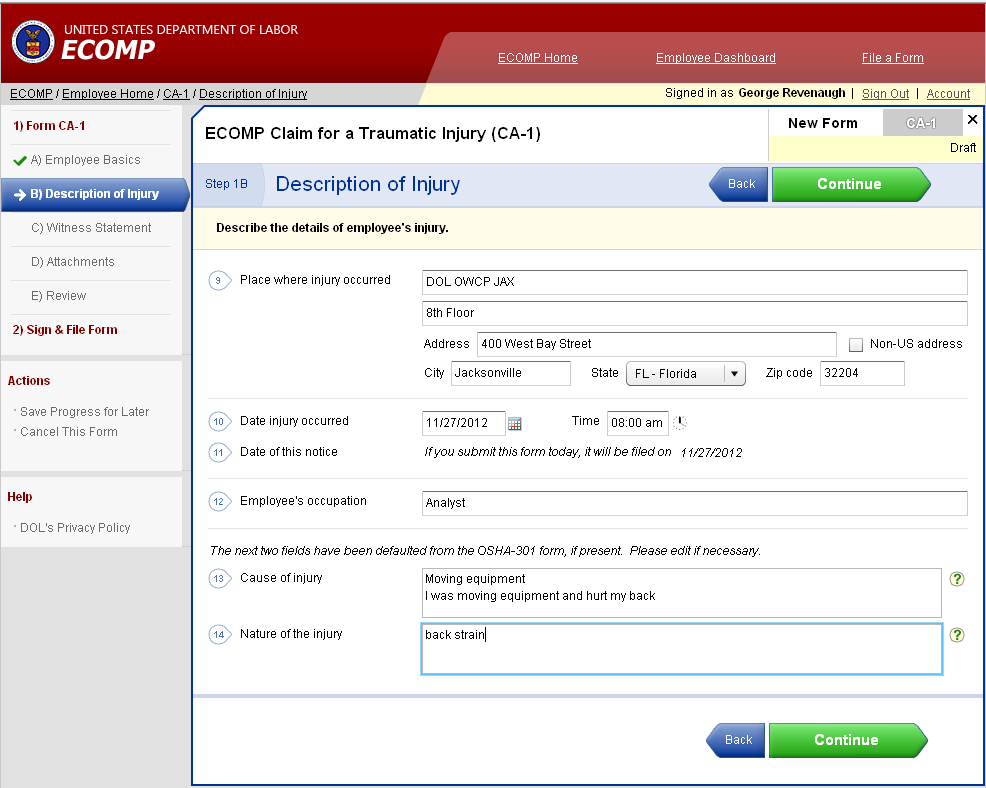 UNITED STATES DEPARTMENT OF LABOR
ECOMP
ECOMP Home Employee Dashboard File a Form
ECOMP / Employee Home / CA-1 / Description of Injury
Signed in as George Revenaugh | Sign Out | Account
1) Form CA-1
A) Employee Basics
B) Description of Injury
C) Witness Statement
D) Attachments
E) Review
2) Sign & File Form
Actions
Save Progress for Later
Cancel This Form
Help
DOL's Privacy Policy
ECOMP Claim for a Traumatic Injury (CA-1)
New Form CA-1
Draft
Step 1B Description of Injury Back Continue
Describe the details of employee's injury.
9 Place where injury occurred DOL OWCP JAX
8th Floor
Address 400 West Bay Street Non-US address
City Jacksonville State FL - Florida Zip code 32204
10 Date injury occurred 11/27/2012 Time 08:00 am
11 Date of this notice If you submit this form today, it will be filed on 11/27/2012
12 Employee's occupation Analyst
The next two fields have been defaulted from the OSHA-301 form, if present. Please edit if necessary.
13 Cause of injury Moving equipment ?
I was moving equipment and hurt my back
14 Nature of the injury back strain ?
Back Continue